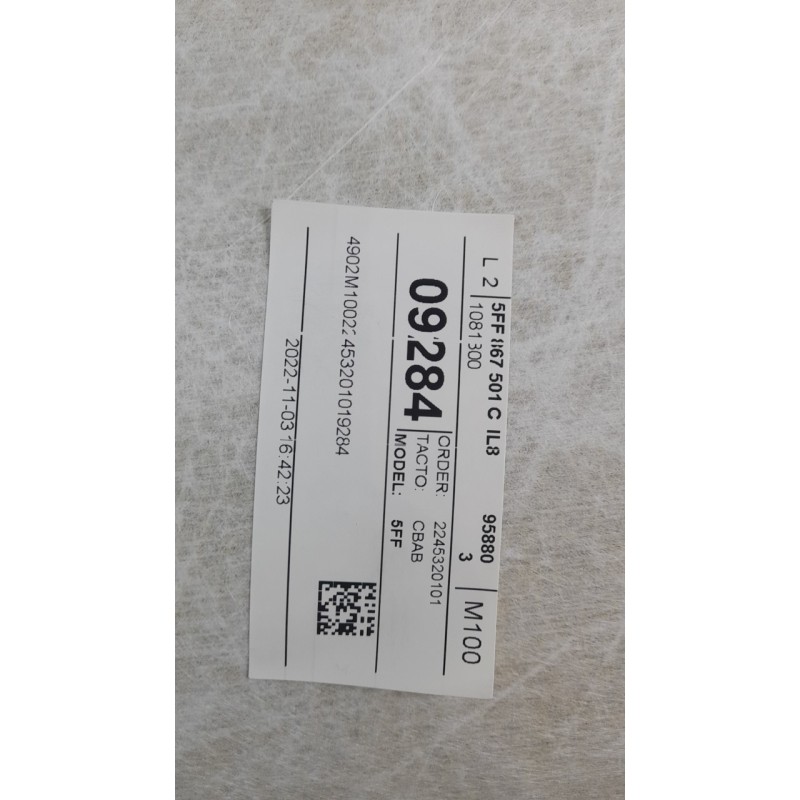 L 2 5FF 867 501 C IL8 95880 M100
1081300 3
09.284 ORDER: 2245320101
TACTO: CBAB
MODEL: 5FF
4902M10022453201019284
2022-11-03 16:42:23